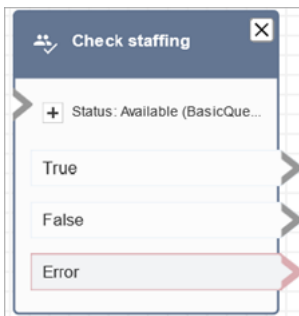 Check staffing
Status: Available (BasicQue...
True
False
Error